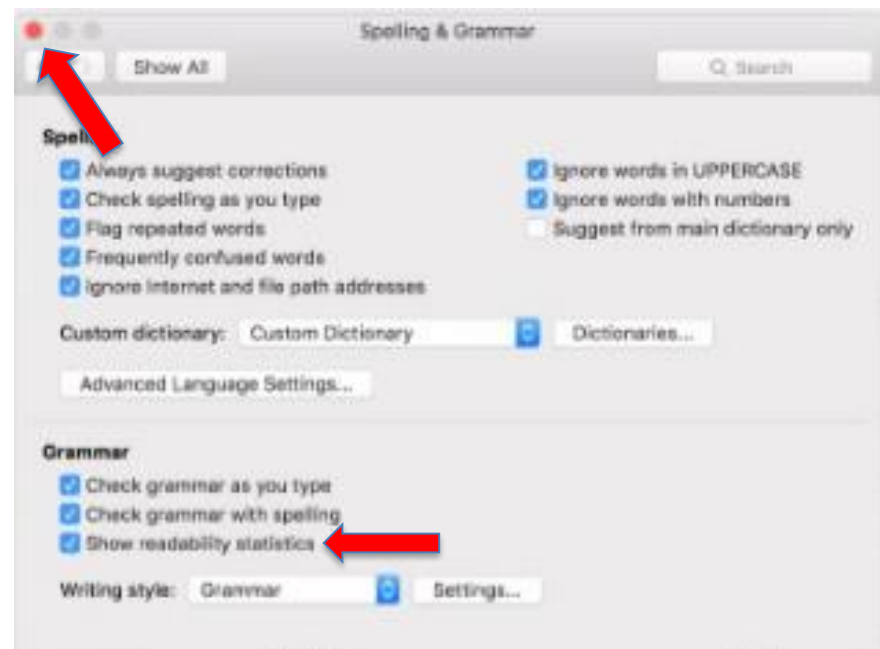 Spelling & Grammar
Show All
Search
Always suggest corrections
Ignore words in UPPERCASE
Check spelling as you type
Ignore words with numbers
Flag repeated words
Suggest from main dictionary only
Frequently confused words
Ignore Internet and file path addresses
Custom dictionary: Custom Dictionary
Dictionaries...
Advanced Language Settings...
Grammar
Check grammar as you type
Check grammar with spelling
Show readability statistics
Writing style: Grammar
Settings...